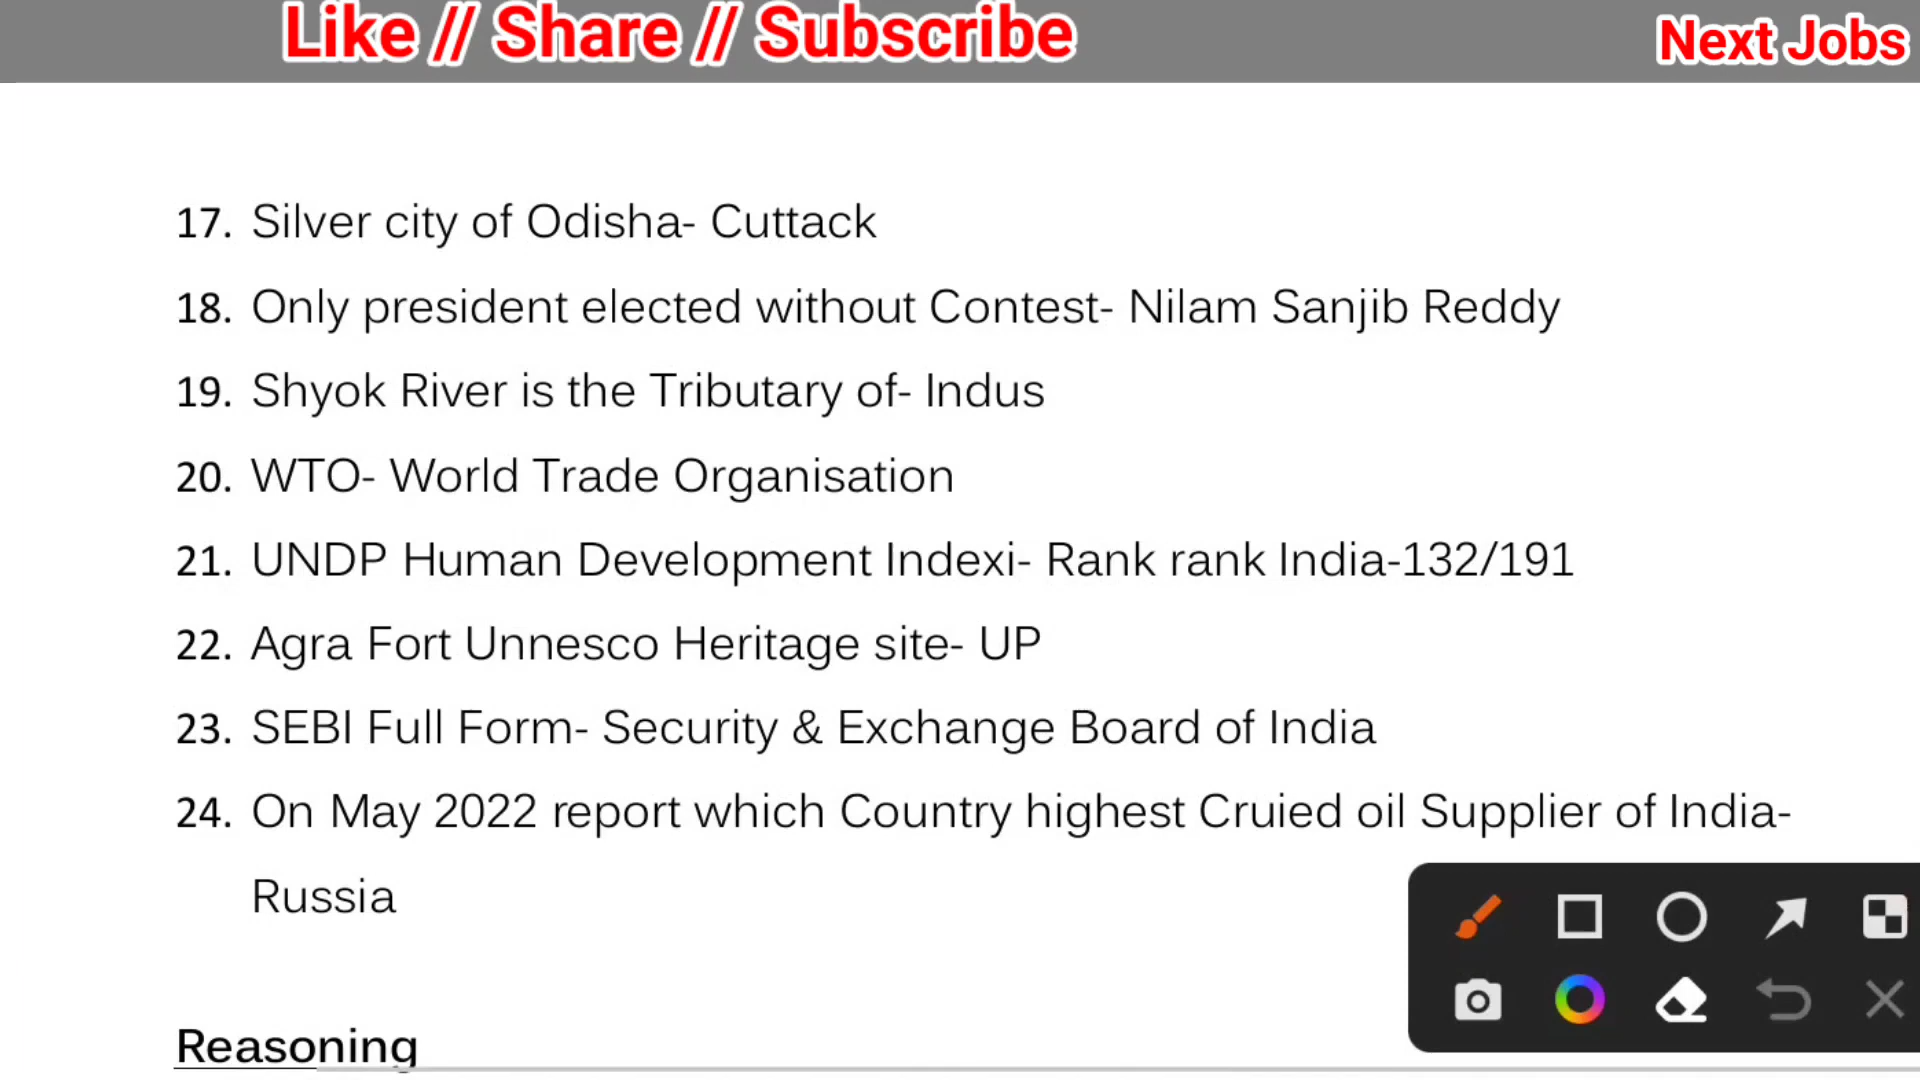 Like // Share // Subscribe
Next Jobs
17. Silver city of Odisha- Cuttack
18. Only president elected without Contest- Nilam Sanjib Reddy
19. Shyok River is the Tributary of- Indus
20. WTO- World Trade Organisation
21. UNDP Human Development Indexi- Rank rank India-132/191
22. Agra Fort Unnesco Heritage site- UP
23. SEBI Full Form- Security & Exchange Board of India
24. On May 2022 report which Country highest Cruied oil Supplier of India-
Russia
Reasoning